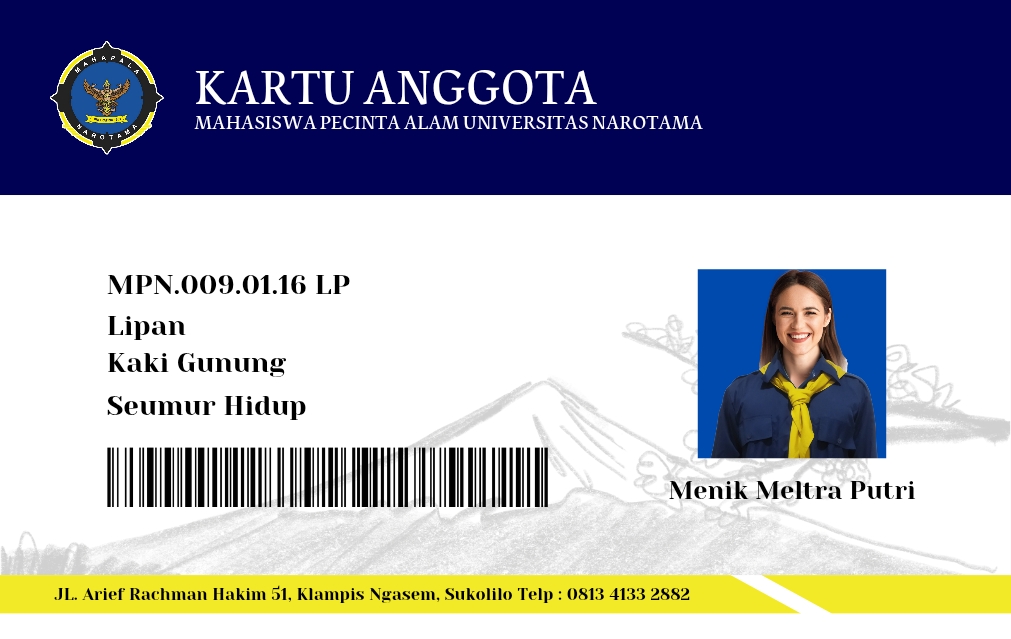 MAHAPALA
NAROTAMA
KARTU ANGGOTA
MAHASISWA PECINTA ALAM UNIVERSITAS NAROTAMA
MPN.009.01.16 LP
Lipan
Kaki Gunung
Seumur Hidup
Menik Meltra Putri
JL. Arief Rachman Hakim 51, Klampis Ngasem, Sukolilo Telp : 0813 4133 2882